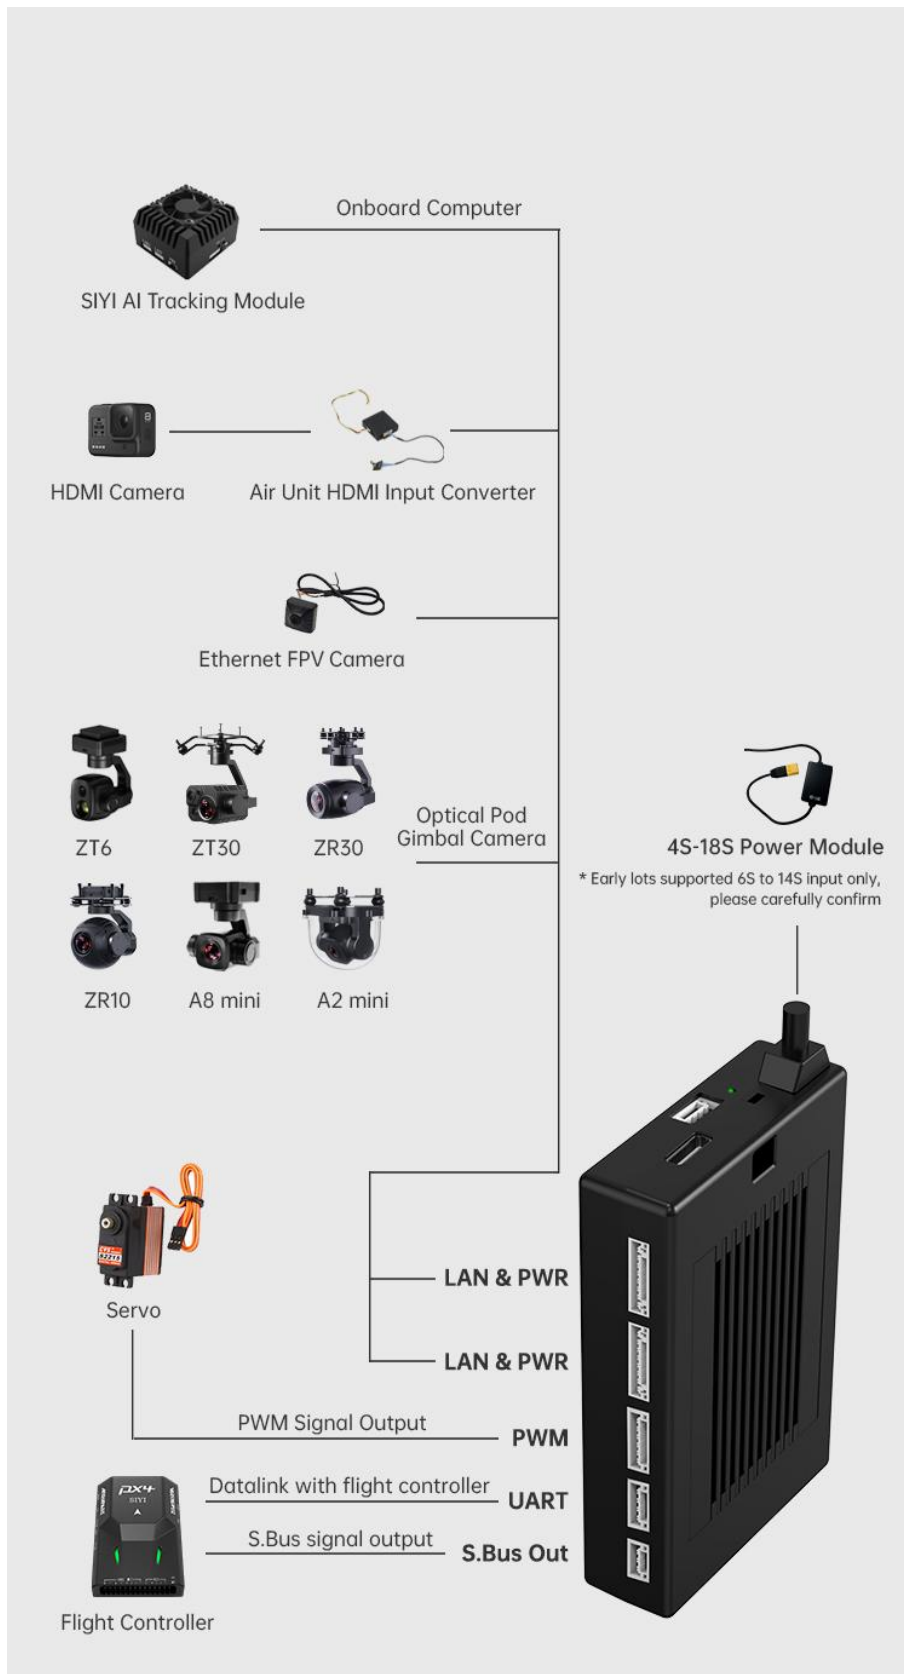 Onboard Computer
SIYI AI Tracking Module
8
HDMI Camera
Air Unit HDMI Input Converter
Ethernet FPV Camera
ZT6
ZT30
ZR30
Optical Pod
Gimbal Camera
ZR10
A8 mini
A2 mini
4S-18S Power Module
* Early lots supported 6S to 14S input only,
please carefully confirm
Servo
LAN & PWR
LAN & PWR
PWM Signal Output
PWM
PX4
SIYI
Datalink with flight controller
UART
S.Bus signal output
S.Bus Out
Flight Controller